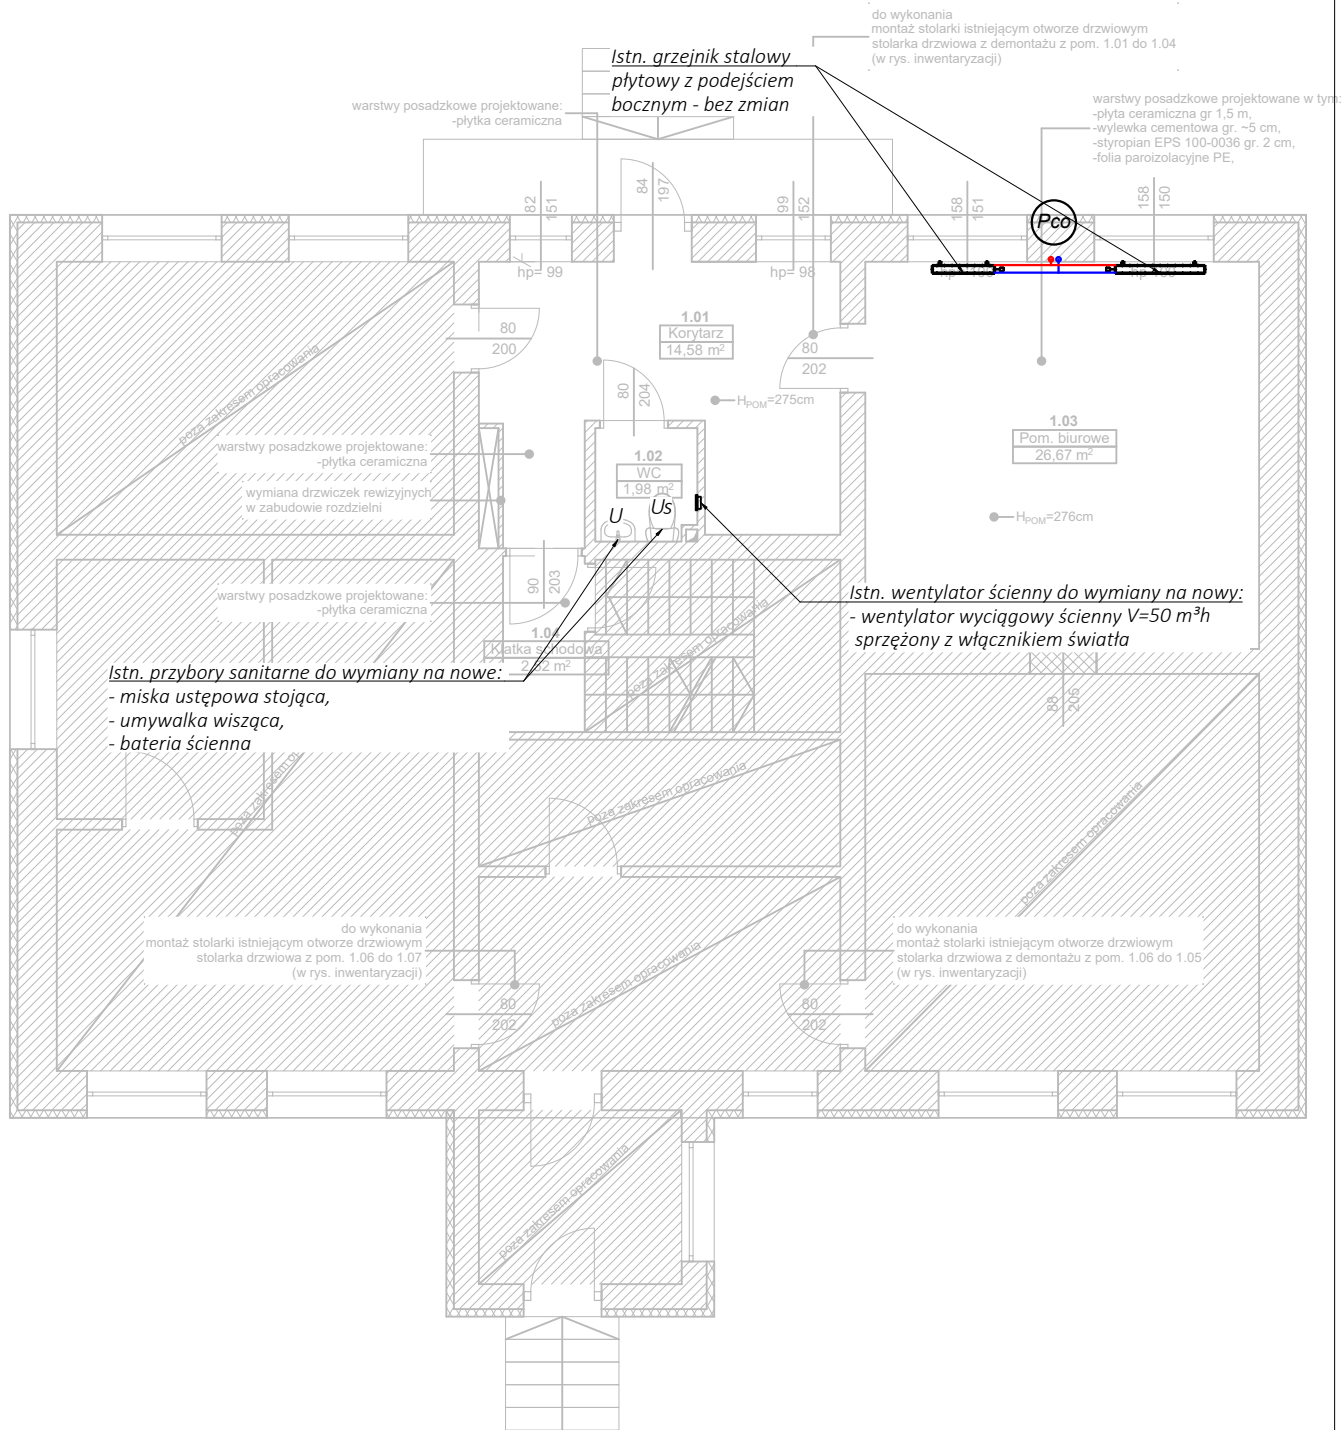 do wykonania
montaż stolarki istniejącym otworze drzwiowym
stolarka drzwiowa z demontażu z pom. 1.01 do 1.04
(w rys. inwentaryzacji)
Istn. grzejnik stalowy
płytowy z podejściem
bocznym - bez zmian
warstwy posadzkowe projektowane:
-płytka ceramiczna
warstwy posadzkowe projektowane w tym:
-płyta ceramiczna gr 1,5 m,
-wylewka cementowa gr. ~5 cm,
-styropian EPS 100-0036 gr. 2 cm,
-folia paroizolacyjne PE,
82
151
84
197
99
152
158
151
158
150
Pco
hp= 99
hp= 98
1.01
Korytarz
14,58 m²
80
200
80
202
80
204
HPOM=275cm
poza zakresem opracowania
1.03
Pom. biurowe
26,67 m²
warstwy posadzkowe projektowane:
-płytka ceramiczna
1.02
WC
1,98 m²
wymiana drzwiczek rewizyjnych
w zabudowie rozdzielni
U
Us
HPOM=276cm
90
203
warstwy posadzkowe projektowane:
-płytka ceramiczna
Istn. wentylator ścienny do wymiany na nowy:
- wentylator wyciągowy ścienny V=50 m³h
sprzężony z włącznikiem światła
poza zakresem opracowania
1.04
Klatka schodowa
m²
Istn. przybory sanitarne do wymiany na nowe:
- miska ustępowa stojąca,
- umywalka wisząca,
- bateria ścienna
88
205
poza zakresem
poza zakresem opracowania
poza zakresem opracowania
do wykonania
montaż stolarki istniejącym otworze drzwiowym
stolarka drzwiowa z pom. 1.06 do 1.07
(w rys. inwentaryzacji)
do wykonania
montaż stolarki istniejącym otworze drzwiowym
stolarka drzwiowa z demontażu z pom. 1.06 do 1.05
(w rys. inwentaryzacji)
80
202
poza zakresem opracowania
80
202
poza zakresem opracowania